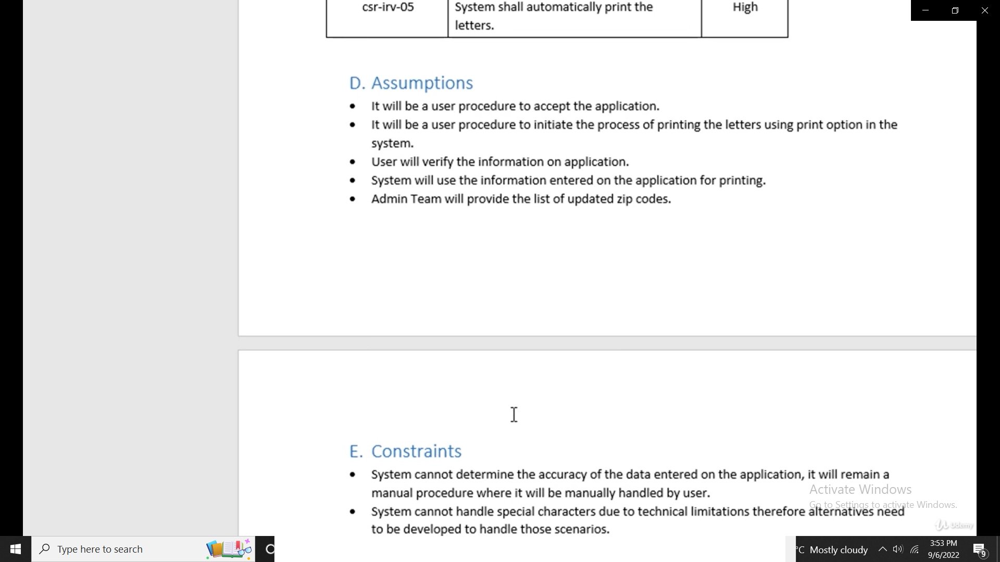 csr-irv-05 System shall automatically print the High
letters.
D. Assumptions
• It will be a user procedure to accept the application.
• It will be a user procedure to initiate the process of printing the letters using print option in the
system.
• User will verify the information on application.
• System will use the information entered on the application for printing.
• Admin Team will provide the list of updated zip codes.
E. Constraints
• System cannot determine the accuracy of the data entered on the application, it will remain a
manual procedure where it will be manually handled by user.
Activate Windows
Go to Settings to activate Windows.
• System cannot handle special characters due to technical limitations therefore alternatives need
to be developed to handle those scenarios.
Udemy
Type here to search
°C Mostly cloudy
3:53 PM
9/6/2022
9